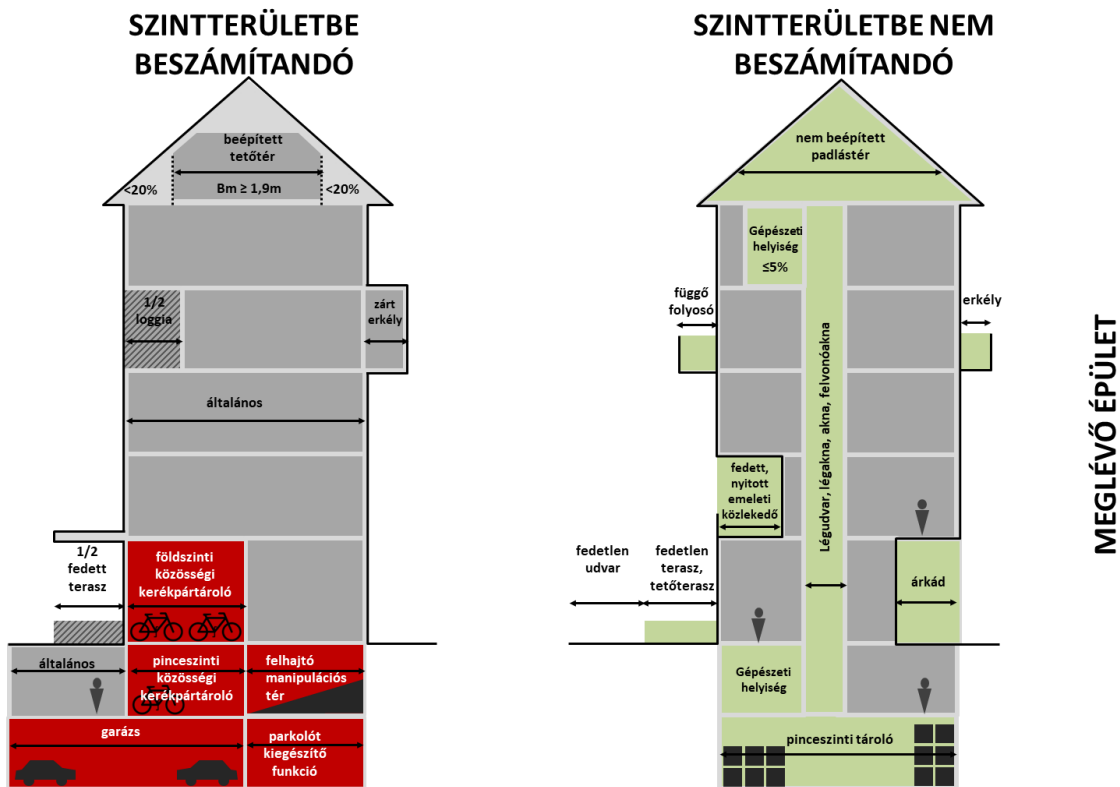 SZINTTERÜLETBE
BESZÁMÍTANDÓ
beépített
tetőtér
<20%
Bm ≥ 1,9m
<20%
1/2
loggia
zárt
erkély
általános
1/2
fedett
terasz
földszinti
közösségi
kerékpártároló
általános
pinceszinti
közösségi
kerékpártároló
felhajtó
manipulációs
tér
garázs
parkolót
kiegészítő
funkció
SZINTTERÜLETBE NEM
BESZÁMÍTANDÓ
nem beépített
padlástér
Gépészeti
helyiség
≤5%
függő
folyosó
erkély
Légudvar, légakna, akna, felvonóakna
fedett,
nyitott
emeleti
közlekedő
fedetlen
udvar
fedetlen
terasz,
tetőterasz
árkád
Gépészeti
helyiség
pinceszinti tároló
MEGLÉVŐ ÉPÜLET